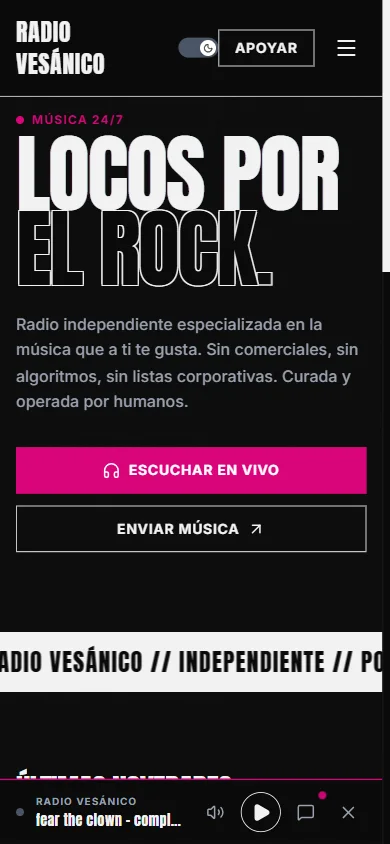 RADIO
VESÁNICO
APOYAR
MÚSICA 24/7
LOCOS POR
EL ROCK.
Radio independiente especializada en la
música que a ti te gusta. Sin comerciales, sin
algoritmos, sin listas corporativas. Curada y
operada por humanos.
ESCUCHAR EN VIVO
ENVIAR MÚSICA
ADIO VESÁNICO // INDEPENDIENTE // PO
RADIO VESÁNICO
fear the clown - compl...